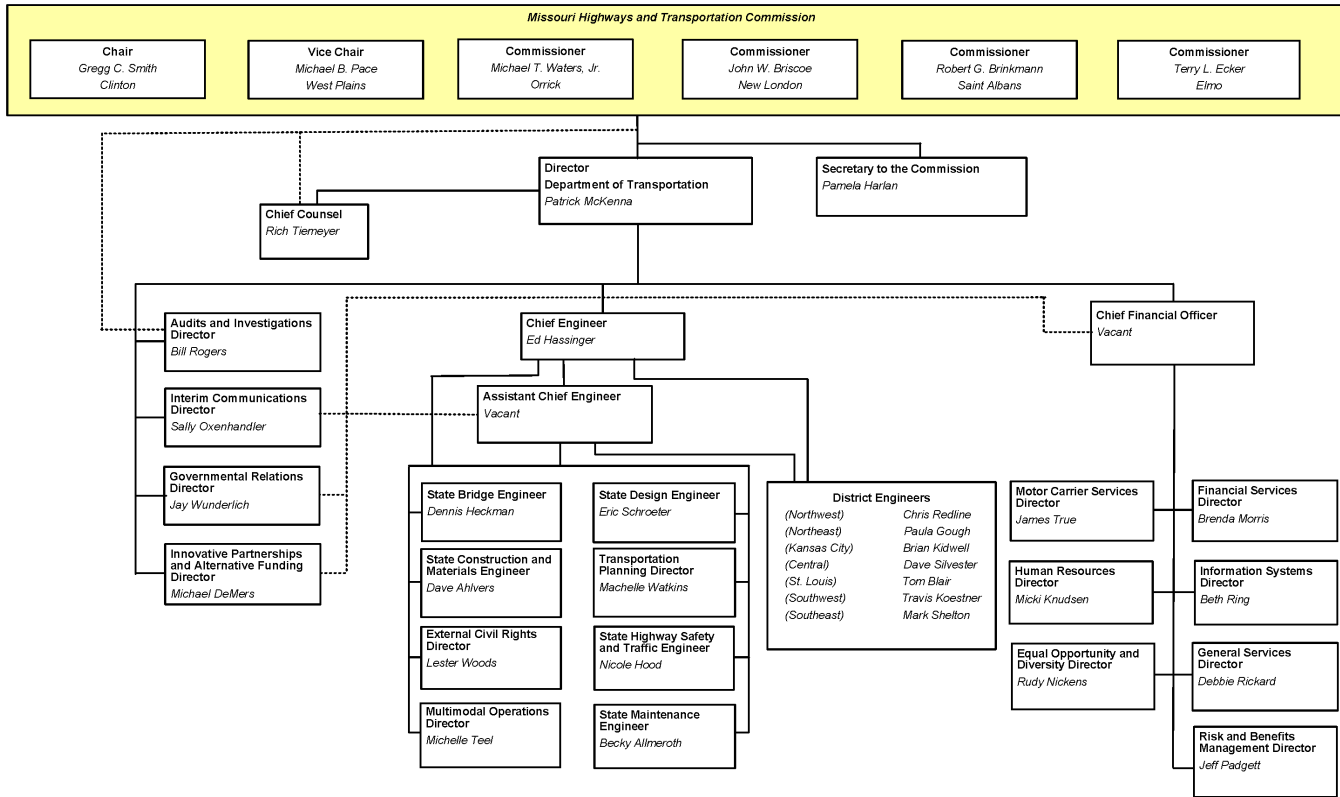 Missouri Highways and Transportation Commission
Chair
Gregg C. Smith
Clinton
Vice Chair
Michael B. Pace
West Plains
Commissioner
Michael T. Waters, Jr.
Orrick
Commissioner
John W. Briscoe
New London
Commissioner
Robert G. Brinkmann
Saint Albans
Commissioner
Terry L. Ecker
Elmo
Director
Department of Transportation
Patrick McKenna
Secretary to the Commission
Pamela Harlan
Chief Counsel
Rich Tiemeyer
Audits and Investigations
Director
Bill Rogers
Interim Communications
Director
Sally Oxenhandler
Governmental Relations
Director
Jay Wunderlich
Innovative Partnerships
and Alternative Funding
Director
Michael DeMers
Chief Engineer
Ed Hassinger
Assistant Chief Engineer
Vacant
Chief Financial Officer
Vacant
State Bridge Engineer
Dennis Heckman
State Design Engineer
Eric Schroeter
State Construction and
Materials Engineer
Dave Ahlvers
Transportation
Planning Director
Machelle Watkins
External Civil Rights
Director
Lester Woods
State Highway Safety
and Traffic Engineer
Nicole Hood
Multimodal Operations
Director
Michelle Teel
State Maintenance
Engineer
Becky Allmeroth
District Engineers
(Northwest) Chris Redline
(Northeast) Paula Gough
(Kansas City) Brian Kidwell
(Central) Dave Silvester
(St. Louis) Tom Blair
(Southwest) Travis Koestner
(Southeast) Mark Shelton
Motor Carrier Services
Director
James True
Financial Services
Director
Brenda Morris
Human Resources
Director
Micki Knudsen
Information Systems
Director
Beth Ring
Equal Opportunity and
Diversity Director
Rudy Nickens
General Services
Director
Debbie Rickard
Risk and Benefits
Management Director
Jeff Padgett